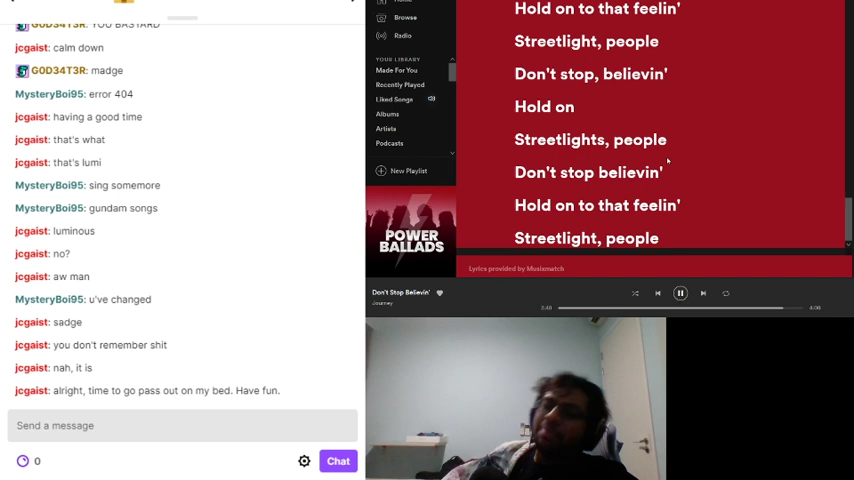 G0D34T3R: YOU BASTARD
jcgaist: calm down
G0D34T3R: madge
MysteryBoi95: error 404
jcgaist: having a good time
jcgaist: that's what
jcgaist: that's lumi
MysteryBoi95: sing somemore
MysteryBoi95: gundam songs
jcgaist: luminous
jcgaist: no?
jcgaist: aw man
MysteryBoi95: u've changed
jcgaist: sadge
jcgaist: you don't remember shit
jcgaist: nah, it is
jcgaist: alright, time to go pass out on my bed. Have fun.
Send a message
0
Chat
Browse
Radio
YOUR LIBRARY
Made For You
Recently Played
Liked Songs
Albums
Artists
Podcasts
New Playlist
POWER
BALLADS
Hold on to that feelin'
Streetlight, people
Don't stop, believin'
Hold on
Streetlights, people
Don't stop believin'
Hold on to that feelin'
Streetlight, people
Lyrics provided by Musixmatch
Don't Stop Believin'
Journey
3:49
4:08